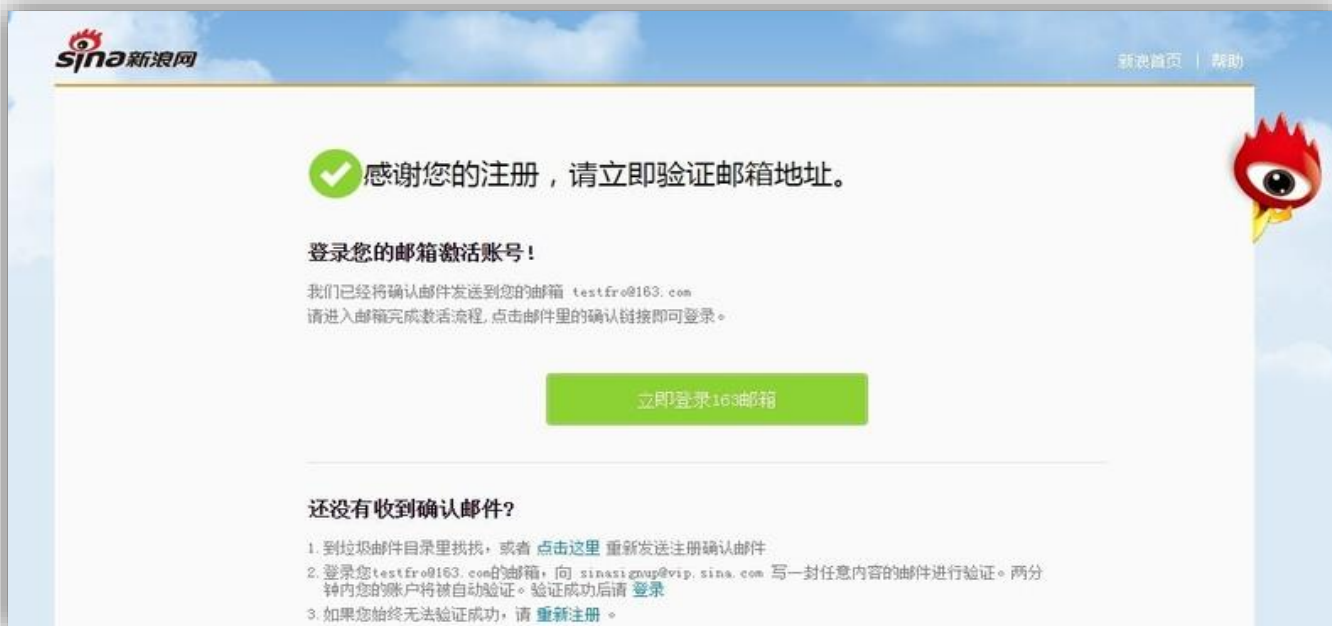 sina新浪网
新浪首页 | 帮助
感谢您的注册，请立即验证邮箱地址。
登录您的邮箱激活账号!
我们已经将确认邮件发送到您的邮箱 testfro@163.com
请进入邮箱完成激活流程,点击邮件里的确认链接即可登录。
立即登录163邮箱
还没有收到确认邮件?
1. 到垃圾邮件目录里找找，或者 点击这里 重新发送注册确认邮件
2. 登录您testfro@163.com的邮箱，向 sinasignup@vip.sina.com 写一封任意内容的邮件进行验证。两分
钟内您的账户将被自动验证。验证成功后请 登录
3. 如果您始终无法验证成功，请 重新注册 。